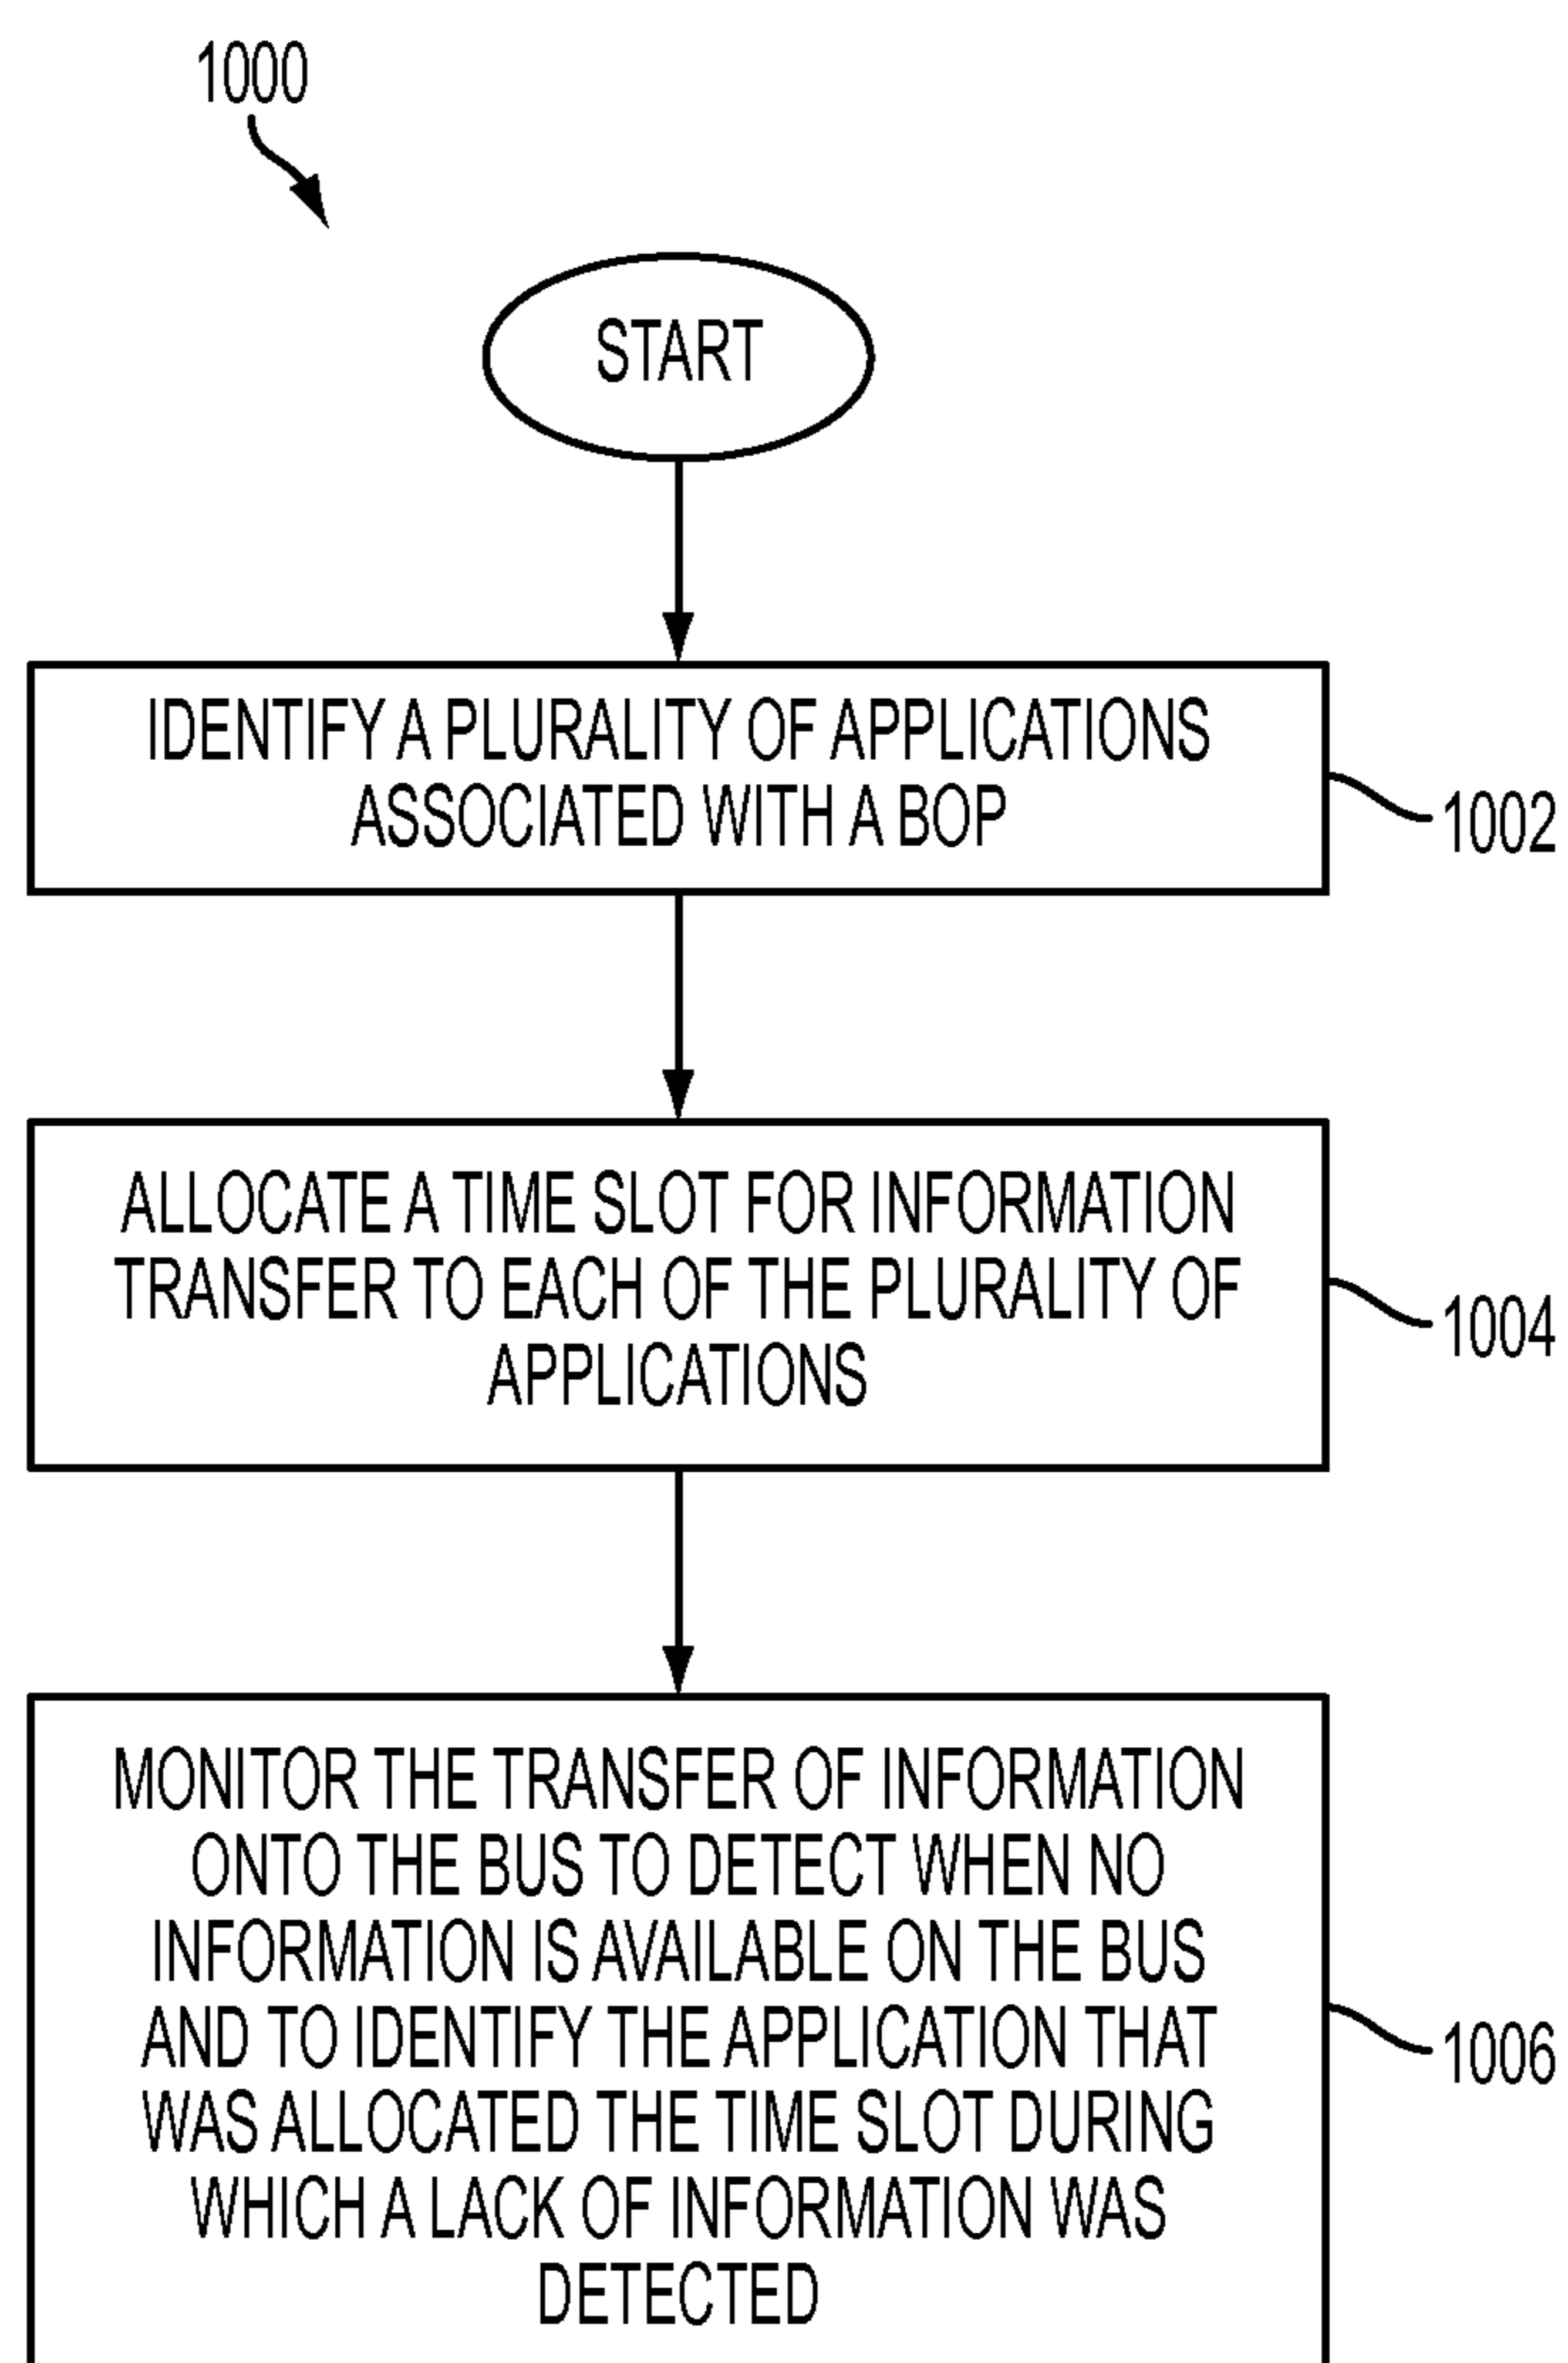 1000
START
IDENTIFY A PLURALITY OF APPLICATIONS
ASSOCIATED WITH A BOP
1002
ALLOCATE A TIME SLOT FOR INFORMATION
TRANSFER TO EACH OF THE PLURALITY OF
APPLICATIONS
1004
MONITOR THE TRANSFER OF INFORMATION
ONTO THE BUS TO DETECT WHEN NO
INFORMATION IS AVAILABLE ON THE BUS
AND TO IDENTIFY THE APPLICATION THAT
WAS ALLOCATED THE TIME SLOT DURING
WHICH A LACK OF INFORMATION WAS
DETECTED
1006